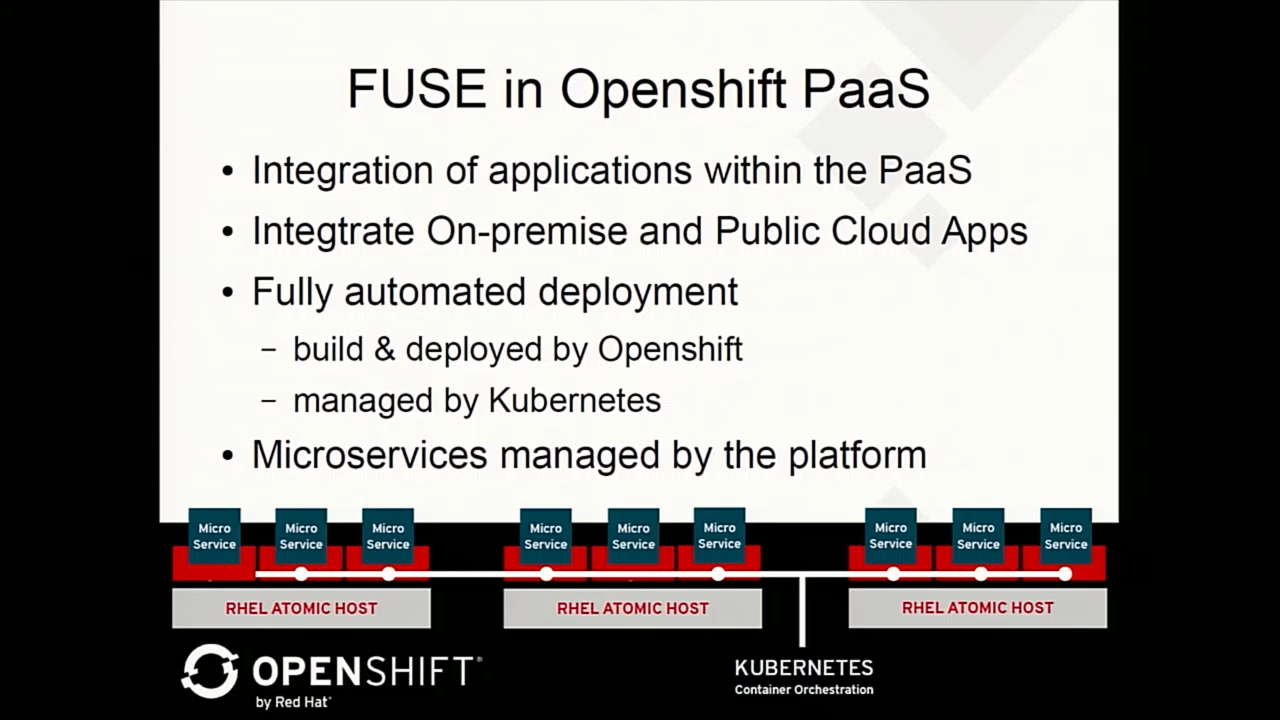 FUSE in Openshift PaaS
• Integration of applications within the PaaS
• Integtrate On-premise and Public Cloud Apps
• Fully automated deployment
– build & deployed by Openshift
– managed by Kubernetes
• Microservices managed by the platform
Micro Service
Micro Service
Micro Service
Micro Service
Micro Service
Micro Service
Micro Service
Micro Service
Micro Service
RHEL ATOMIC HOST
RHEL ATOMIC HOST
RHEL ATOMIC HOST
OPENSHIFT
by Red Hat
KUBERNETES
Container Orchestration